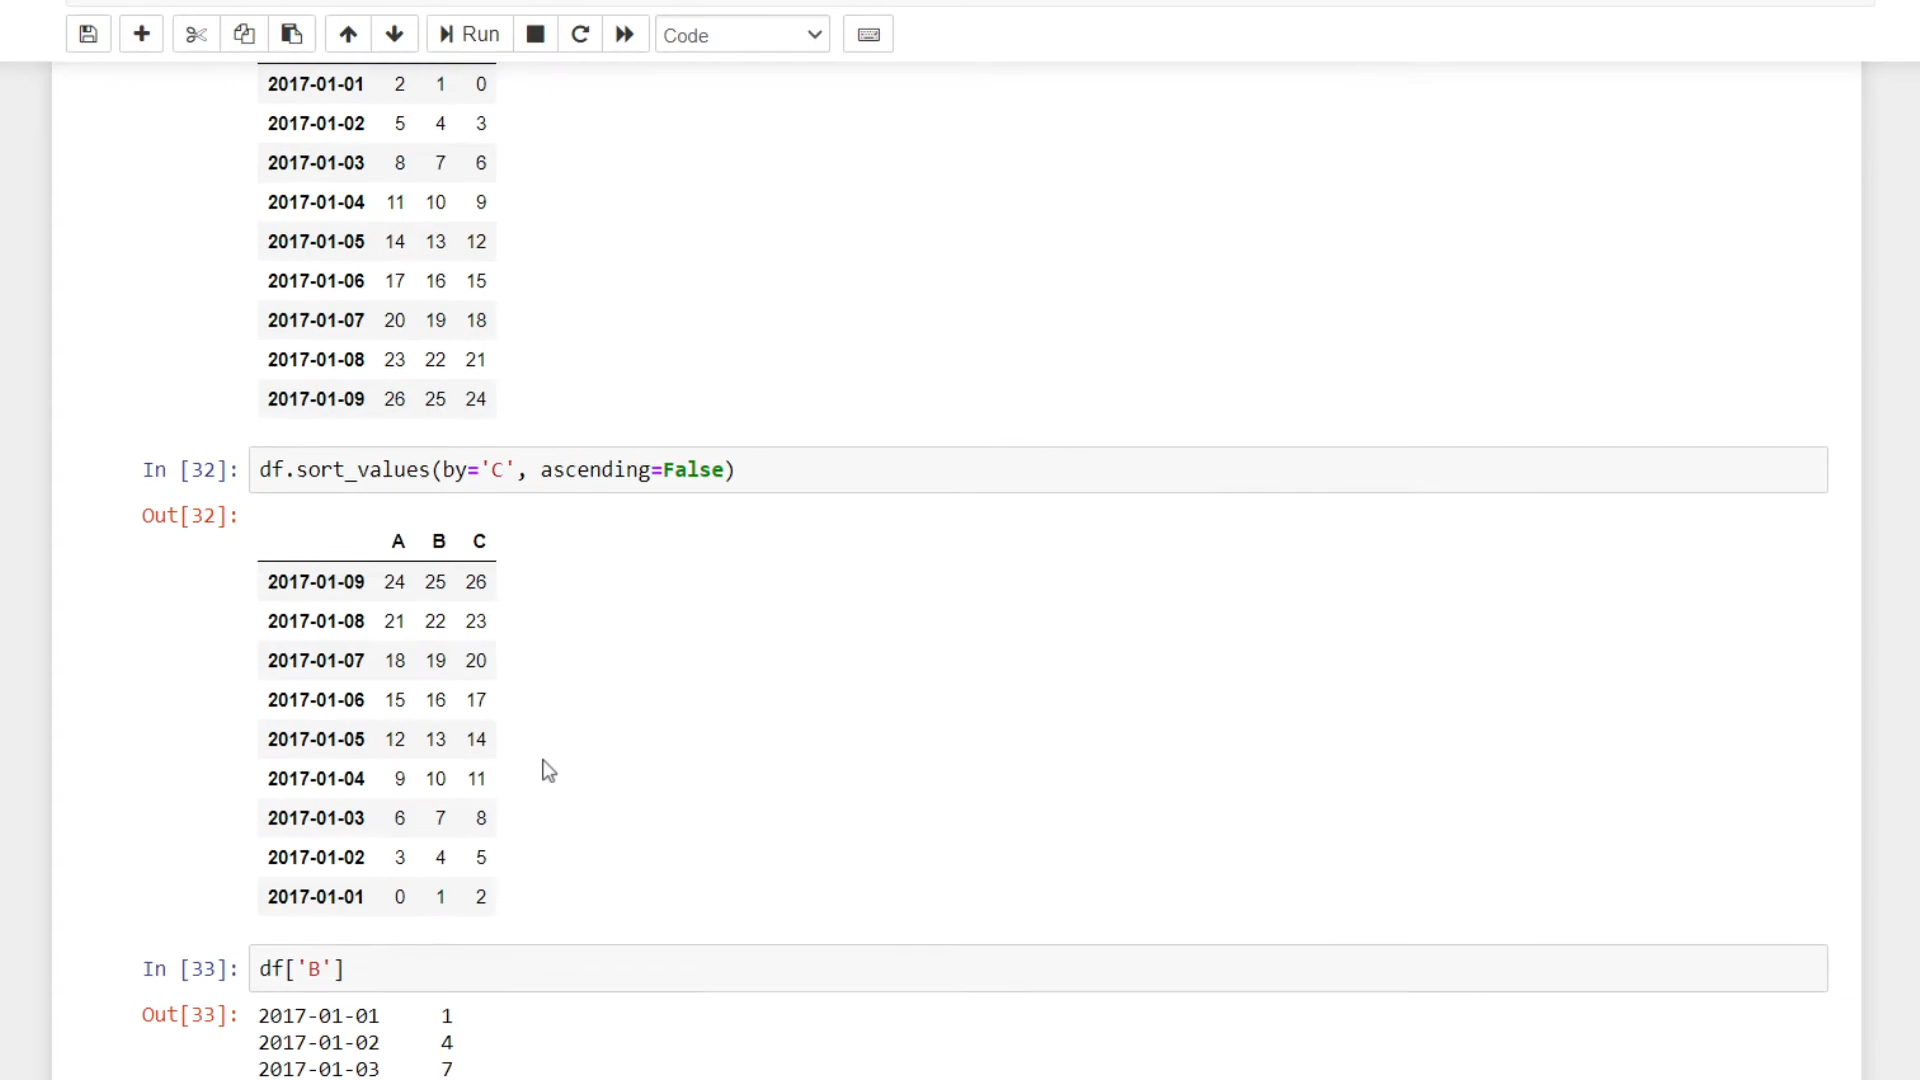 Run
Code
2017-01-01 2 1 0
2017-01-02 5 4 3
2017-01-03 8 7 6
2017-01-04 11 10 9
2017-01-05 14 13 12
2017-01-06 17 16 15
2017-01-07 20 19 18
2017-01-08 23 22 21
2017-01-09 26 25 24
In [32]: df.sort_values(by='C', ascending=False)
Out[32]:
A B C
2017-01-09 24 25 26
2017-01-08 21 22 23
2017-01-07 18 19 20
2017-01-06 15 16 17
2017-01-05 12 13 14
2017-01-04 9 10 11
2017-01-03 6 7 8
2017-01-02 3 4 5
2017-01-01 0 1 2
In [33]: df['B']
Out[33]: 2017-01-01 1
2017-01-02 4
2017-01-03 7